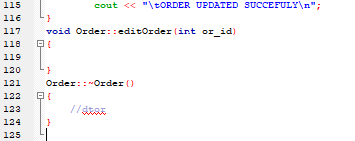 115 cout << "\tORDER UPDATED SUCCEFULY\n";
116 }
117 void Order::editOrder(int or_id)
118 {
119
120 }
121 Order::~Order()
122 {
123 //dtor
124 }
125